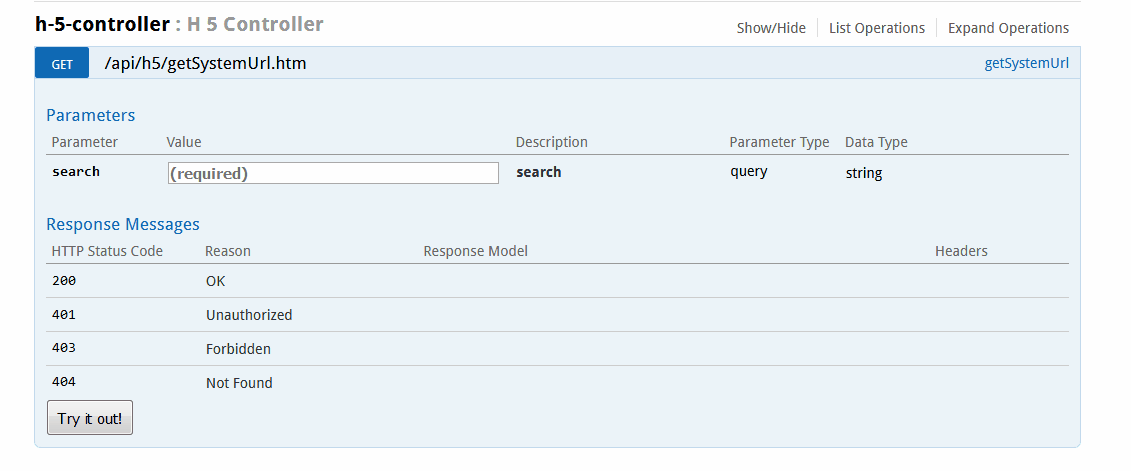 h-5-controller : H 5 Controller Show/Hide List Operations Expand Operations
GET /api/h5/getSystemUrl.htm getSystemUrl
Parameters
Parameter Value Description Parameter Type Data Type
search (required) search query string
Response Messages
HTTP Status Code Reason Response Model Headers
200 OK
401 Unauthorized
403 Forbidden
404 Not Found
Try it out!